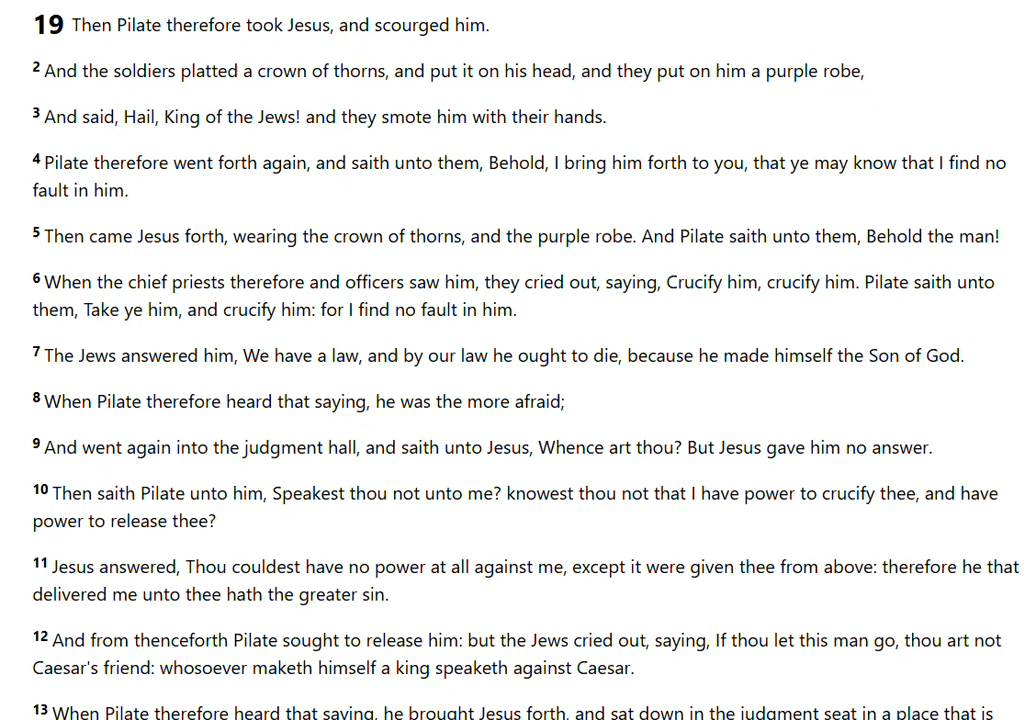 19 Then Pilate therefore took Jesus, and scourged him.
2 And the soldiers platted a crown of thorns, and put it on his head, and they put on him a purple robe,
3 And said, Hail, King of the Jews! and they smote him with their hands.
4 Pilate therefore went forth again, and saith unto them, Behold, I bring him forth to you, that ye may know that I find no
fault in him.
5 Then came Jesus forth, wearing the crown of thorns, and the purple robe. And Pilate saith unto them, Behold the man!
6 When the chief priests therefore and officers saw him, they cried out, saying, Crucify him, crucify him. Pilate saith unto
them, Take ye him, and crucify him: for I find no fault in him.
7 The Jews answered him, We have a law, and by our law he ought to die, because he made himself the Son of God.
8 When Pilate therefore heard that saying, he was the more afraid;
9 And went again into the judgment hall, and saith unto Jesus, Whence art thou? But Jesus gave him no answer.
10 Then saith Pilate unto him, Speakest thou not unto me? knowest thou not that I have power to crucify thee, and have
power to release thee?
11 Jesus answered, Thou couldest have no power at all against me, except it were given thee from above: therefore he that
delivered me unto thee hath the greater sin.
12 And from thenceforth Pilate sought to release him: but the Jews cried out, saying, If thou let this man go, thou art not
Caesar's friend: whosoever maketh himself a king speaketh against Caesar.
13 When Pilate therefore heard that saying, he brought Jesus forth, and sat down in the judgment seat in a place that is